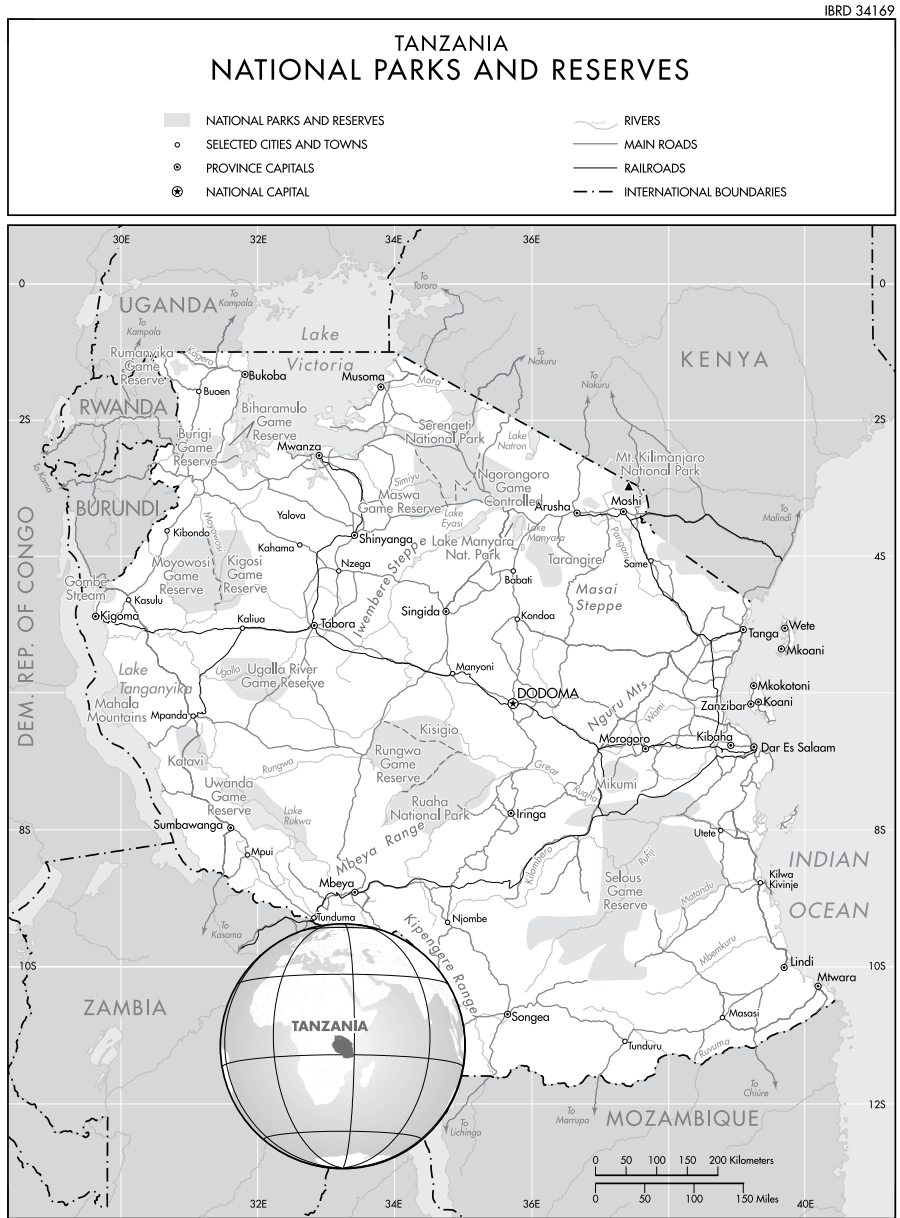 IBRD 34169
TANZANIA
NATIONAL PARKS AND RESERVES
NATIONAL PARKS AND RESERVES
SELECTED CITIES AND TOWNS
PROVINCE CAPITALS
NATIONAL CAPITAL
RIVERS
MAIN ROADS
RAILROADS
INTERNATIONAL BOUNDARIES
30E
32E
34E
36E
0
0
To
Tororo
UGANDA
To
Kampala
To
Kampala
Lake
Victoria
KENYA
To
Nakuru
To
Nakuru
Rumanyika
Game
Reserve
Kagera
Bukoba
Buoen
Musoma
Mara
RWANDA
2S
2S
Biharamulo
Game
Reserve
Burigi
Game
Reserve
Mwanza
Serengeti
National Park
Lake
Natron
Mt. Kilimanjaro
National Park
To Kama
Simiyu
Ngorongoro
Game
Controlled
Maswa
Game Reserve
Lake
Eyasi
Arusha
Moshi
To
Malindi
BURUNDI
DEM. REP. OF CONGO
Kibondo
Moyowosi
Yalova
Kahama
Shinyanga
Lake Manyara
Nat. Park
Lake
Manyara
Pangani
4S
4S
Moyowosi
Game
Reserve
Kigosi
Game
Reserve
Nzega
Iwembere Steppe
Babati
Tarangire
Same
Gombe
Stream
Kasulu
Kigoma
Kaliua
Tabora
Singida
Kondoa
Masai
Steppe
Tanga
Wete
Mkoani
Lake
Tanganyika
Ugalla
Ugalla River
Game Reserve
Manyoni
DODOMA
Nguru Mts.
Wami
Mkokotoni
Zanzibar
Koani
Mahala
Mountains
Mpanda
Kisigio
Morogoro
Kibaha
Dar Es Salaam
Katavi
Rungwa
Rungwa
Game
Reserve
Great
Ruaha
Mikumi
Uwanda
Game
Reserve
Lake
Rukwa
Ruaha
National Park
Iringa
8S
8S
Sumbawanga
Mpui
Mbeya Range
Utete
Kilombero
Rufiji
INDIAN
OCEAN
Mbeya
Selous
Game
Reserve
Kilwa
Kivinje
Matandu
Tunduma
To
Kasama
Kipengere Range
Njombe
Mbemkuru
Lindi
10S
10S
Mtwara
ZAMBIA
TANZANIA
Songea
Masasi
Tunduru
Ruvuma
To
Chiúre
To
Marrupa
To
Lichinga
MOZAMBIQUE
12S
0 50 100 150 200 Kilometers
0 50 100 150 Miles
32E
34E
36E
40E